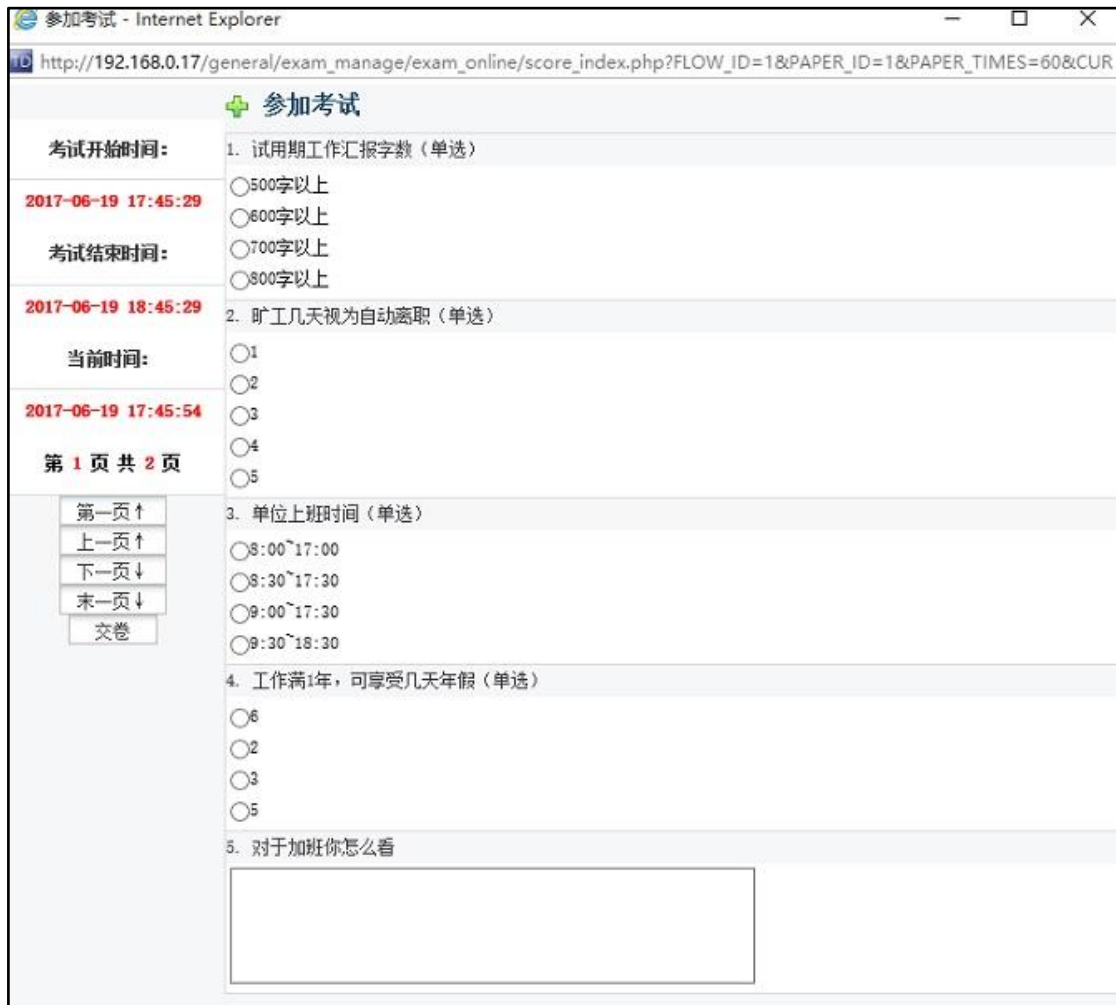 参加考试 - Internet Explorer
http://192.168.0.17/general/exam_manage/exam_online/score_index.php?FLOW_ID=1&PAPER_ID=1&PAPER_TIMES=60&CUR
参加考试
考试开始时间：
2017-06-19 17:45:29
考试结束时间：
2017-06-19 18:45:29
当前时间：
2017-06-19 17:45:54
第 1 页 共 2 页
第一页↑
上一页↑
下一页↓
末一页↓
交卷
1. 试用期工作汇报字数（单选）
500字以上
600字以上
700字以上
800字以上
2. 旷工几天视为自动离职（单选）
1
2
3
4
5
3. 单位上班时间（单选）
8:00~17:00
8:30~17:30
9:00~17:30
9:30~18:30
4. 工作满1年，可享受几天年假（单选）
6
2
3
5
5. 对于加班你怎么看